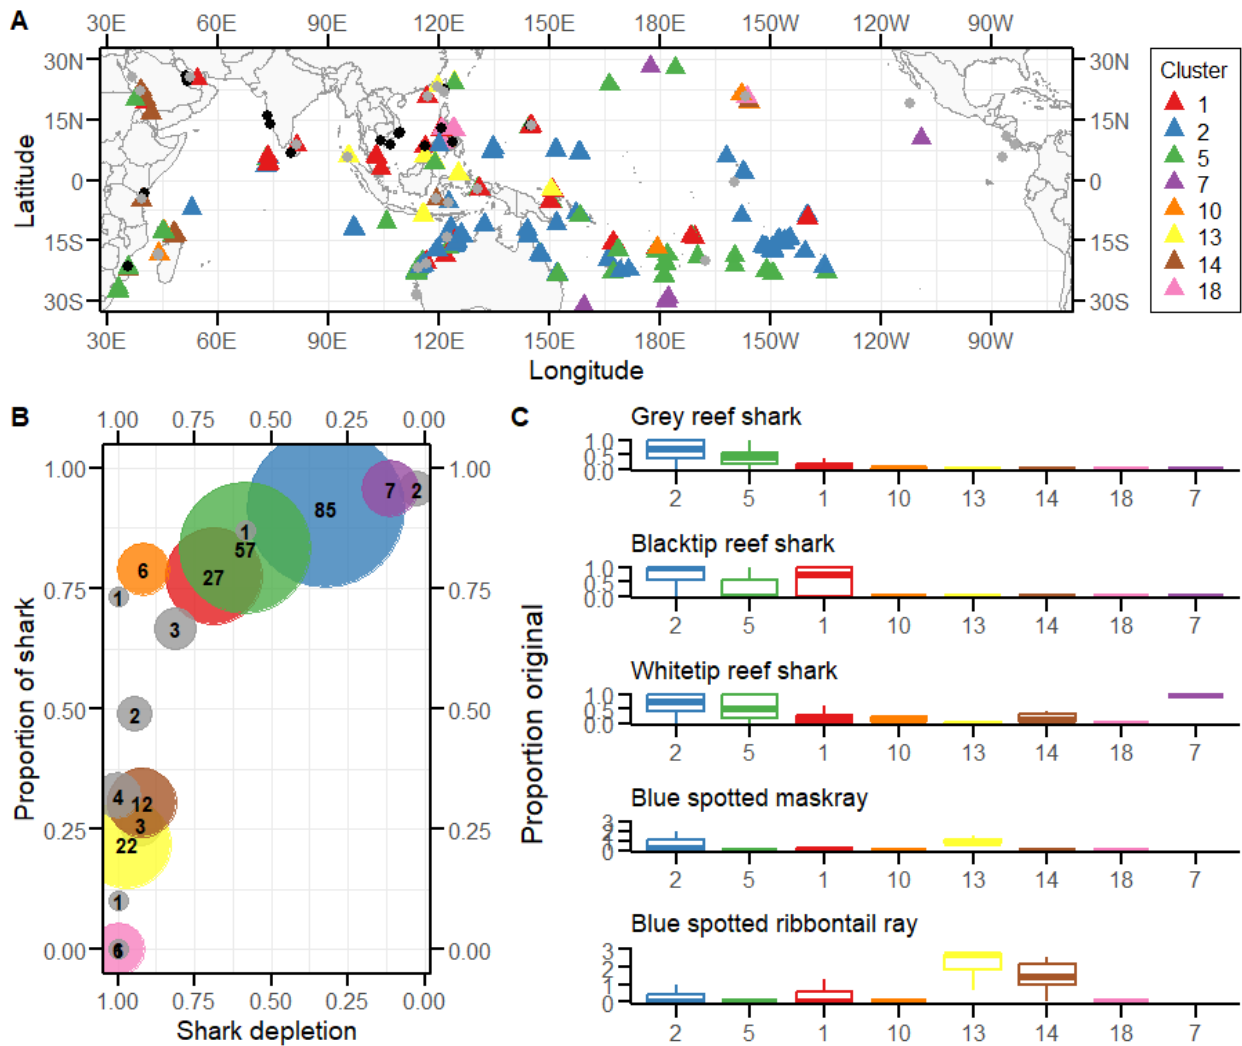 A
30E 60E 90E 120E 150E 180E 150W 120W 90W
30N 30N
15N 15N
0 0
15S 15S
30S 30S
Latitude
30E 60E 90E 120E 150E 180E 150W 120W 90W
Longitude
Cluster
1
2
5
7
10
13
14
18
B
1.00 0.75 0.50 0.25 0.00
1.00 1.00
0.75 0.75
0.50 0.50
0.25 0.25
0.00 0.00
Proportion of shark
7 2
85
1
57
6 27
1
3
2
4 12
3
22
1
6
1.00 0.75 0.50 0.25 0.00
Shark depletion
C
Proportion original
Grey reef shark
1.0
0.5
0.0
2 5 1 10 13 14 18 7
Blacktip reef shark
1.0
0.5
0.0
2 5 1 10 13 14 18 7
Whitetip reef shark
1.0
0.5
0.0
2 5 1 10 13 14 18 7
Blue spotted maskray
3
2
1
0
2 5 1 10 13 14 18 7
Blue spotted ribbontail ray
3
2
1
0
2 5 1 10 13 14 18 7